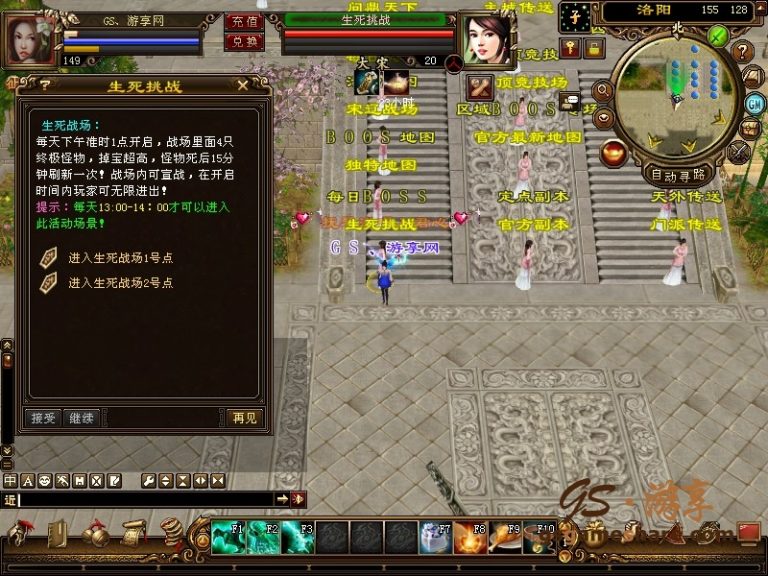 GS、游享网
149
充值
兑换
生死挑战
20
洛阳
155 128
北
GM
自动寻路
生死挑战
生死战场：
每天下午准时1点开启，战场里面4只
终极怪物，掉宝超高，怪物死后15分
钟刷新一次！战场内可宣战，在开启
时间内玩家可无限进出！
提示：每天13:00-14：00才可以进入
此活动场景！
进入生死战场1号点
进入生死战场2号点
接受
继续
再见
问鼎天下
主城传送
大宋
顶竞技场
宋辽战场
BOOS地图
官方最新地图
独特地图
每日BOSS
定点副本
天外传送
生死挑战
官方副本
门派传送
GS、游享网
近
F1
F2
F3
F7
F8
F9
F10
GS·游享